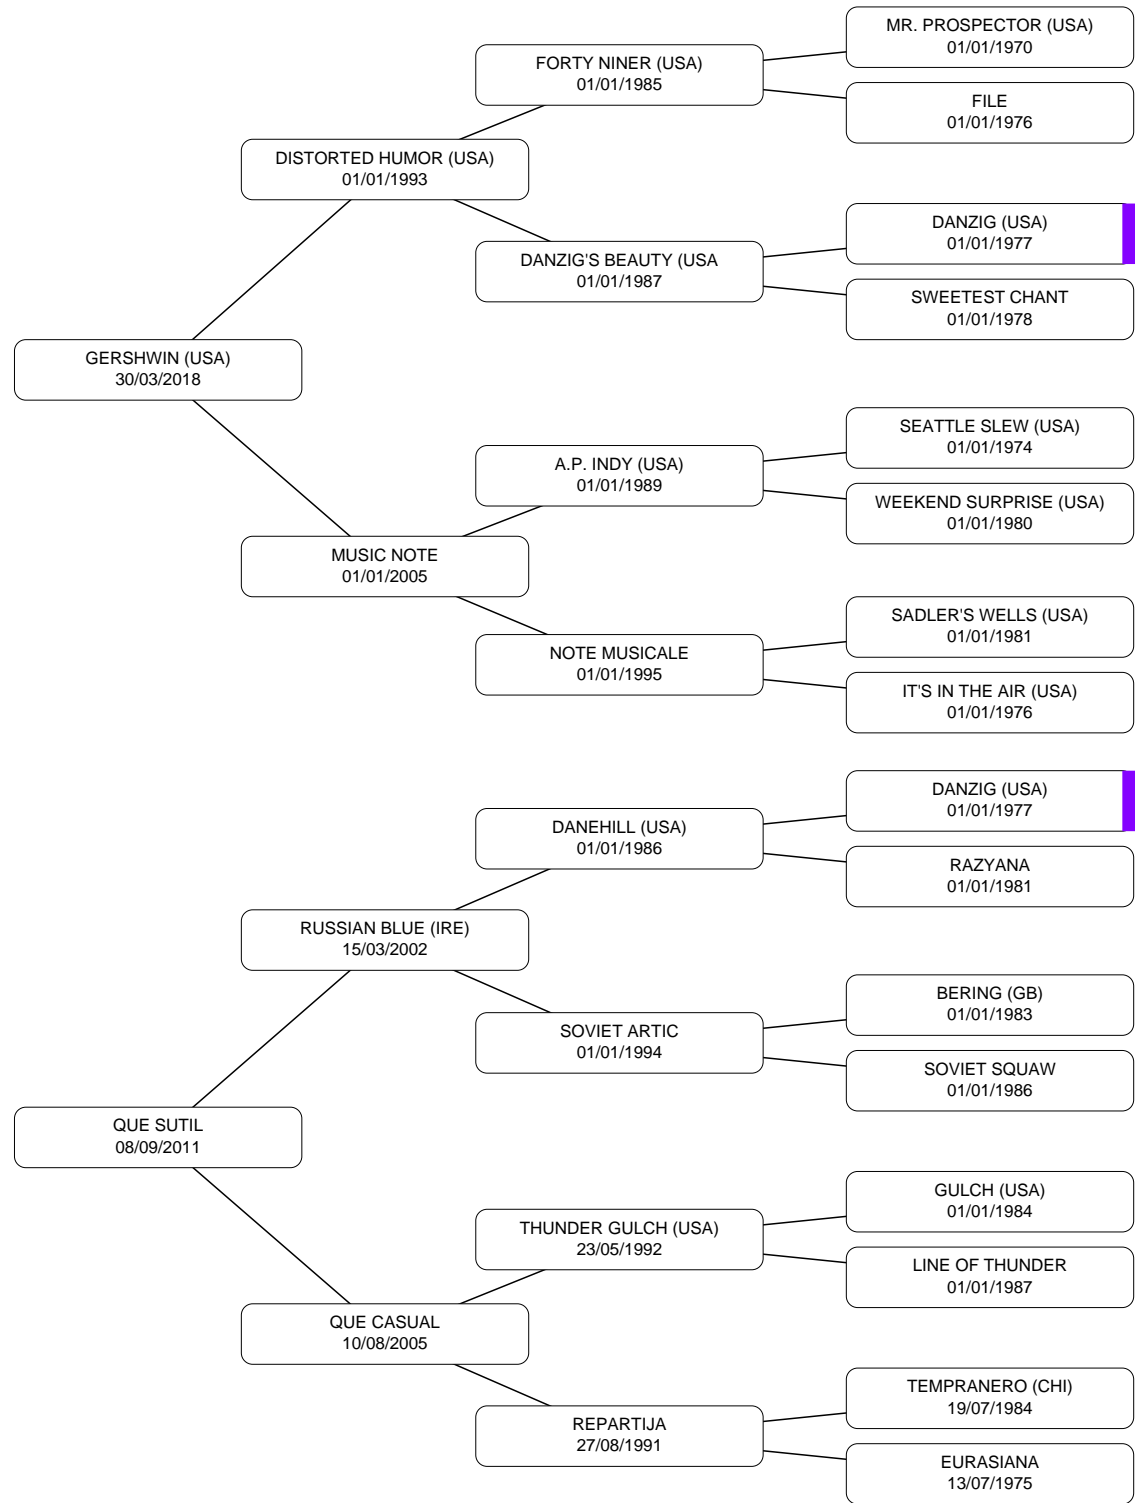 MR. PROSPECTOR (USA)
01/01/1970
FORTY NINER (USA)
01/01/1985
FILE
01/01/1976
DISTORTED HUMOR (USA)
01/01/1993
DANZIG (USA)
01/01/1977
DANZIG'S BEAUTY (USA
01/01/1987
SWEETEST CHANT
01/01/1978
GERSHWIN (USA)
30/03/2018
SEATTLE SLEW (USA)
01/01/1974
A.P. INDY (USA)
01/01/1989
WEEKEND SURPRISE (USA)
01/01/1980
MUSIC NOTE
01/01/2005
SADLER'S WELLS (USA)
01/01/1981
NOTE MUSICALE
01/01/1995
IT'S IN THE AIR (USA)
01/01/1976
DANZIG (USA)
01/01/1977
DANEHILL (USA)
01/01/1986
RAZYANA
01/01/1981
RUSSIAN BLUE (IRE)
15/03/2002
BERING (GB)
01/01/1983
SOVIET ARTIC
01/01/1994
SOVIET SQUAW
01/01/1986
QUE SUTIL
08/09/2011
GULCH (USA)
01/01/1984
THUNDER GULCH (USA)
23/05/1992
LINE OF THUNDER
01/01/1987
QUE CASUAL
10/08/2005
TEMPRANERO (CHI)
19/07/1984
REPARTIJA
27/08/1991
EURASIANA
13/07/1975